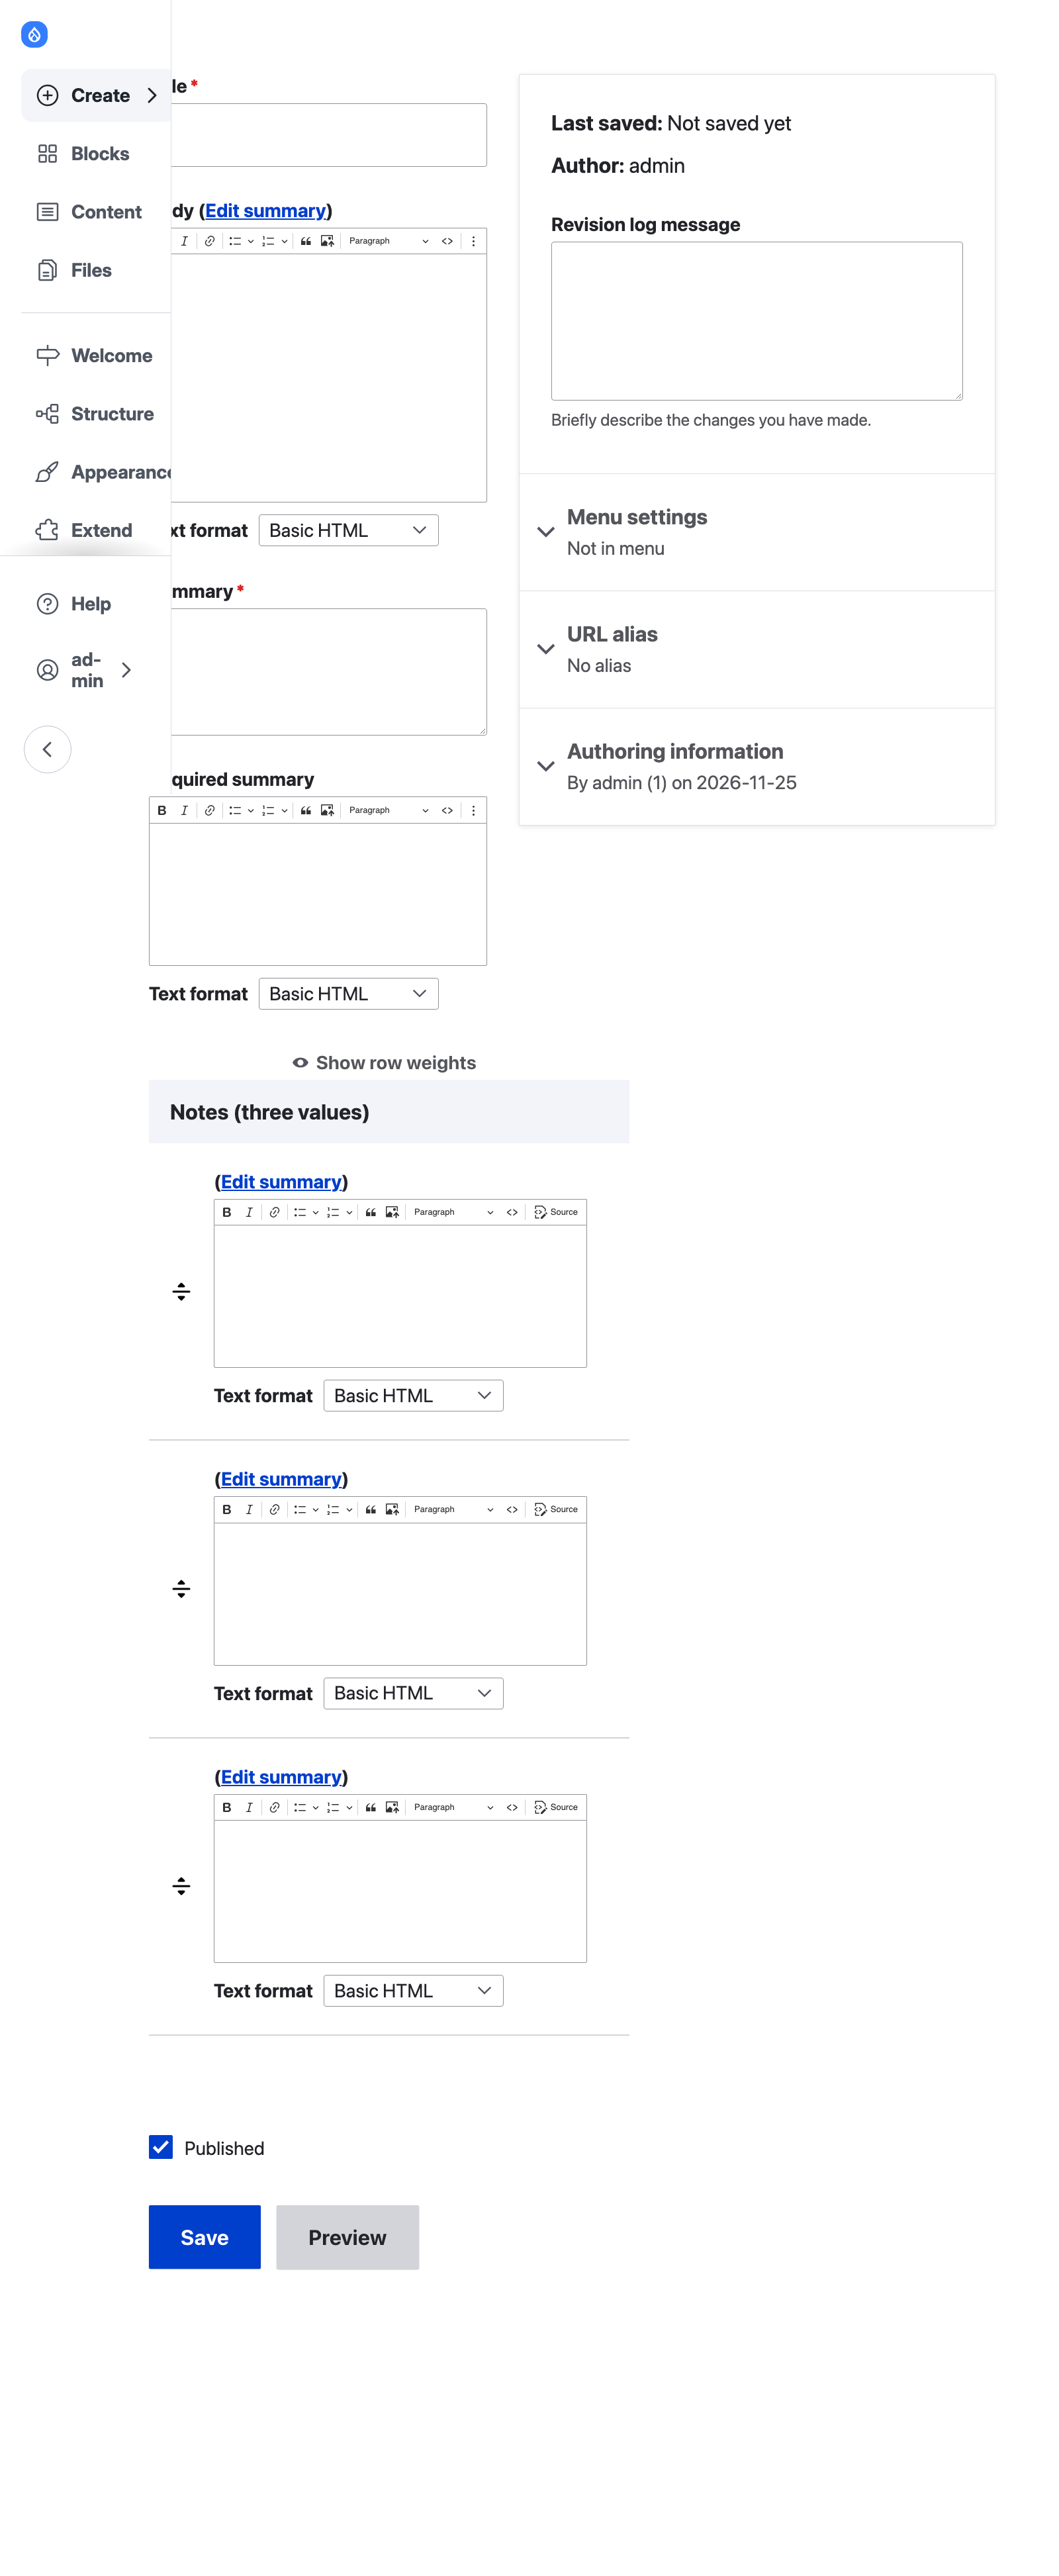 Create
Blocks
Content
Files
Welcome
Structure
Appearanc
Extend
Help
ad-
min
le *
dy (Edit summary)
I
Paragraph
xt format
Basic HTML
mmary *
quired summary
B I
Paragraph
Text format
Basic HTML
Last saved: Not saved yet
Author: admin
Revision log message
Briefly describe the changes you have made.
Menu settings
Not in menu
URL alias
No alias
Authoring information
By admin (1) on 2026-11-25
Show row weights
Notes (three values)
(Edit summary)
B I
Paragraph
Source
Text format
Basic HTML
(Edit summary)
B I
Paragraph
Source
Text format
Basic HTML
(Edit summary)
B I
Paragraph
Source
Text format
Basic HTML
Published
Save
Preview